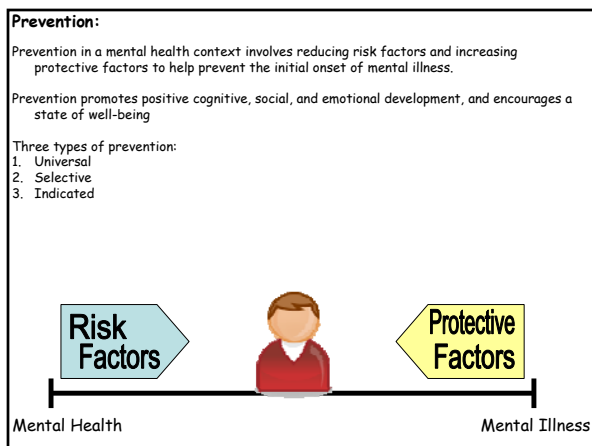 Prevention:
Prevention in a mental health context involves reducing risk factors and increasing
protective factors to help prevent the initial onset of mental illness.
Prevention promotes positive cognitive, social, and emotional development, and encourages a
state of well-being
Three types of prevention:
1. Universal
2. Selective
3. Indicated
Risk
Factors
Protective
Factors
Mental Health
Mental Illness